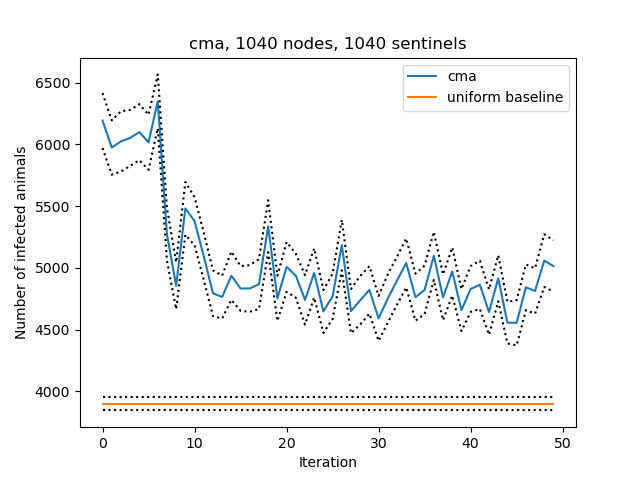 cma, 1040 nodes, 1040 sentinels
cma
uniform baseline
6500
6000
5500
5000
4500
4000
Number of infected animals
0 10 20 30 40 50
Iteration